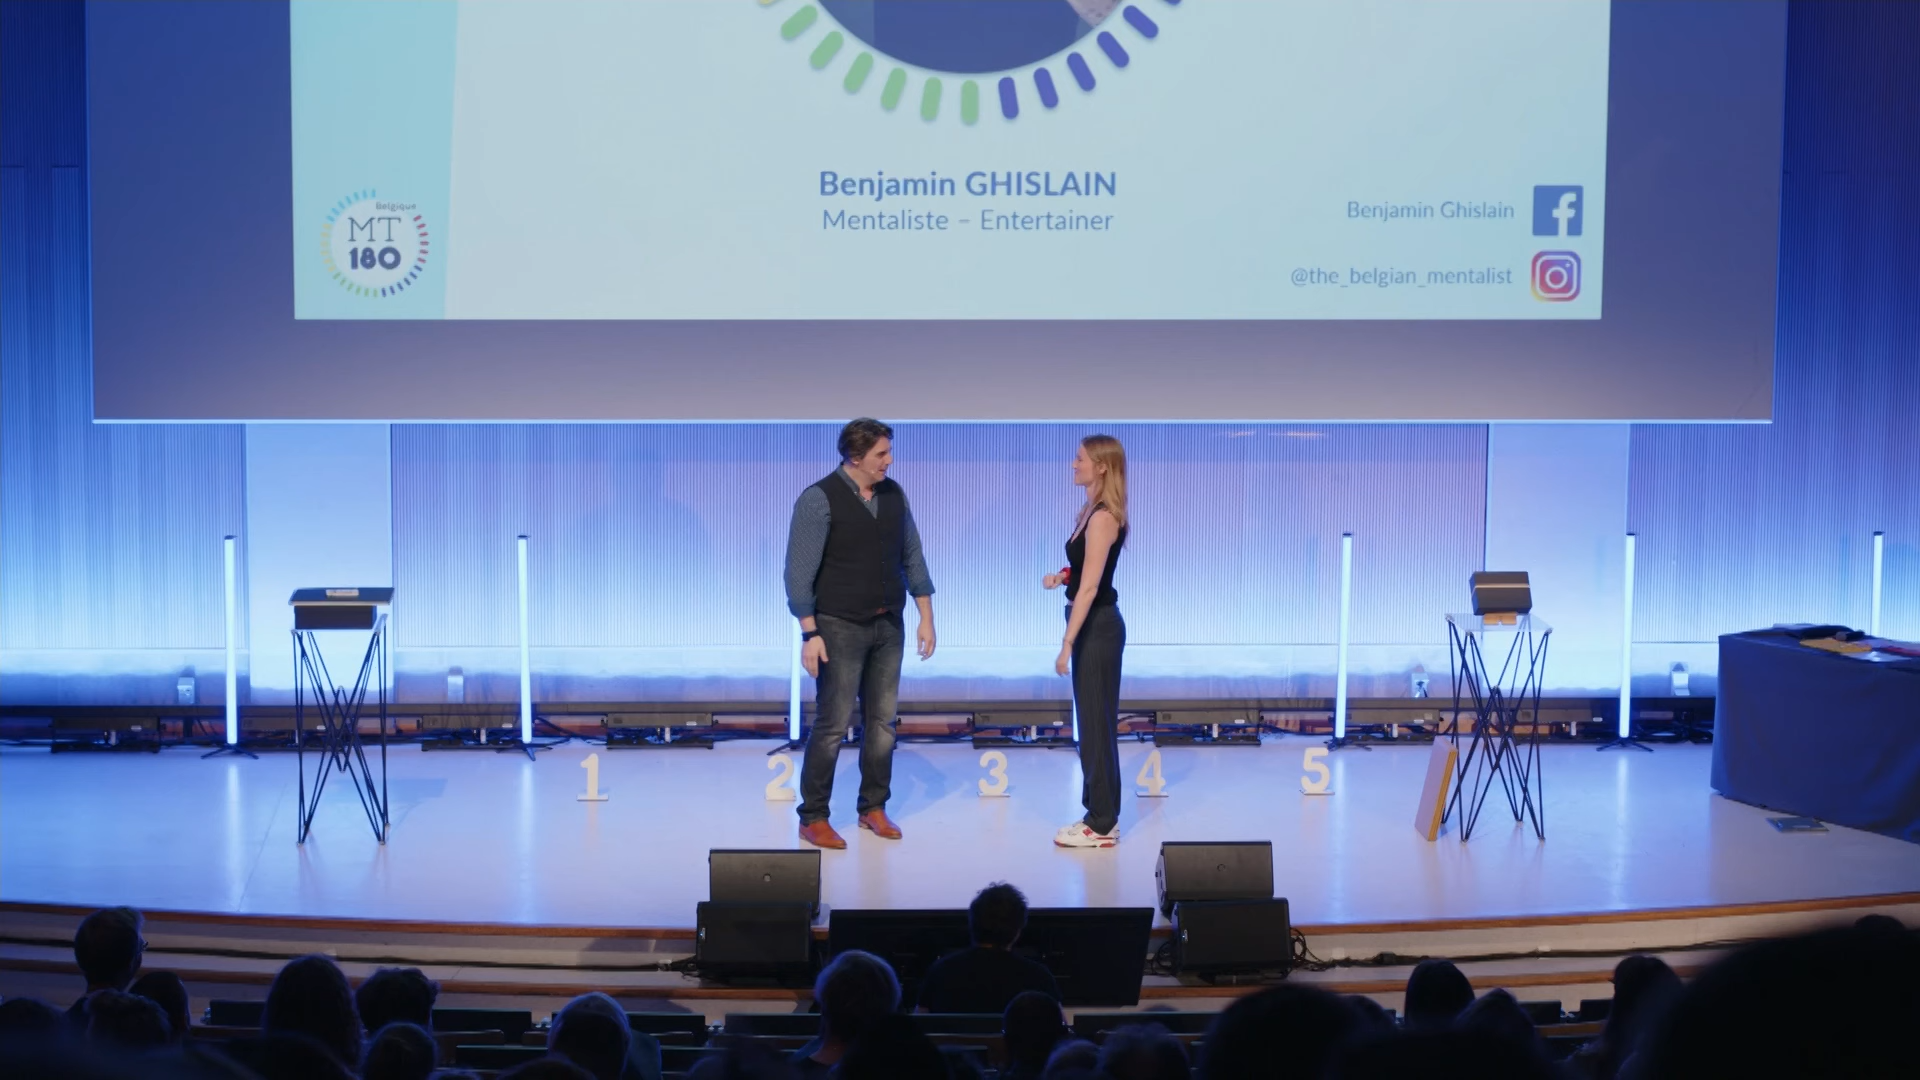 Benjamin GHISLAIN
Mentaliste – Entertainer
Benjamin Ghislain
@the_belgian_mentalist
Belgique
MT
180
1
2
3
4
5